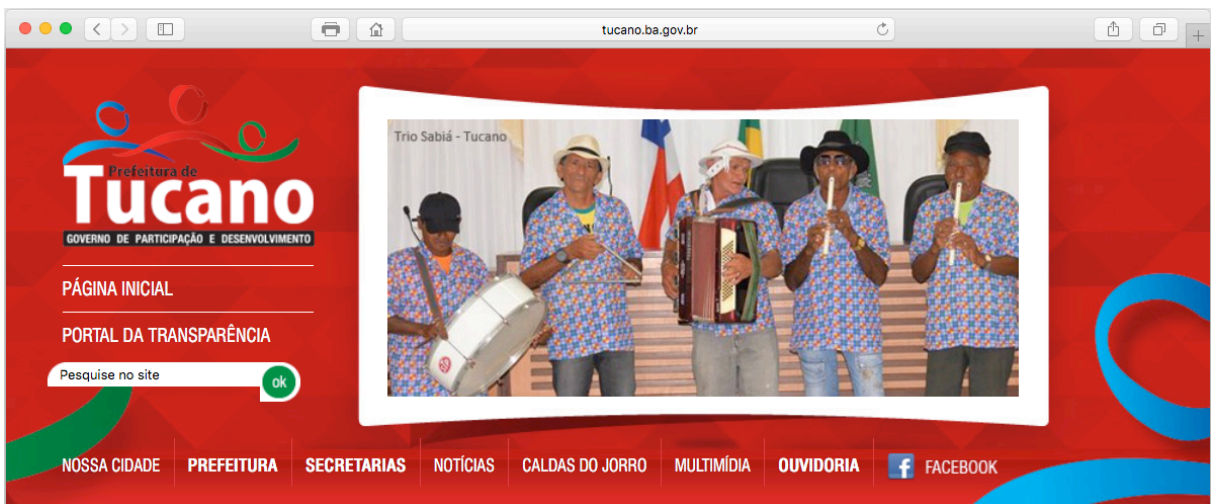 tucano.ba.gov.br
Trio Sabiá - Tucano
Prefeitura de
Tucano
GOVERNO DE PARTICIPAÇÃO E DESENVOLVIMENTO
PÁGINA INICIAL
PORTAL DA TRANSPARÊNCIA
Pesquise no site
ok
NOSSA CIDADE PREFEITURA SECRETARIAS NOTÍCIAS CALDAS DO JORRO MULTIMÍDIA OUVIDORIA f FACEBOOK